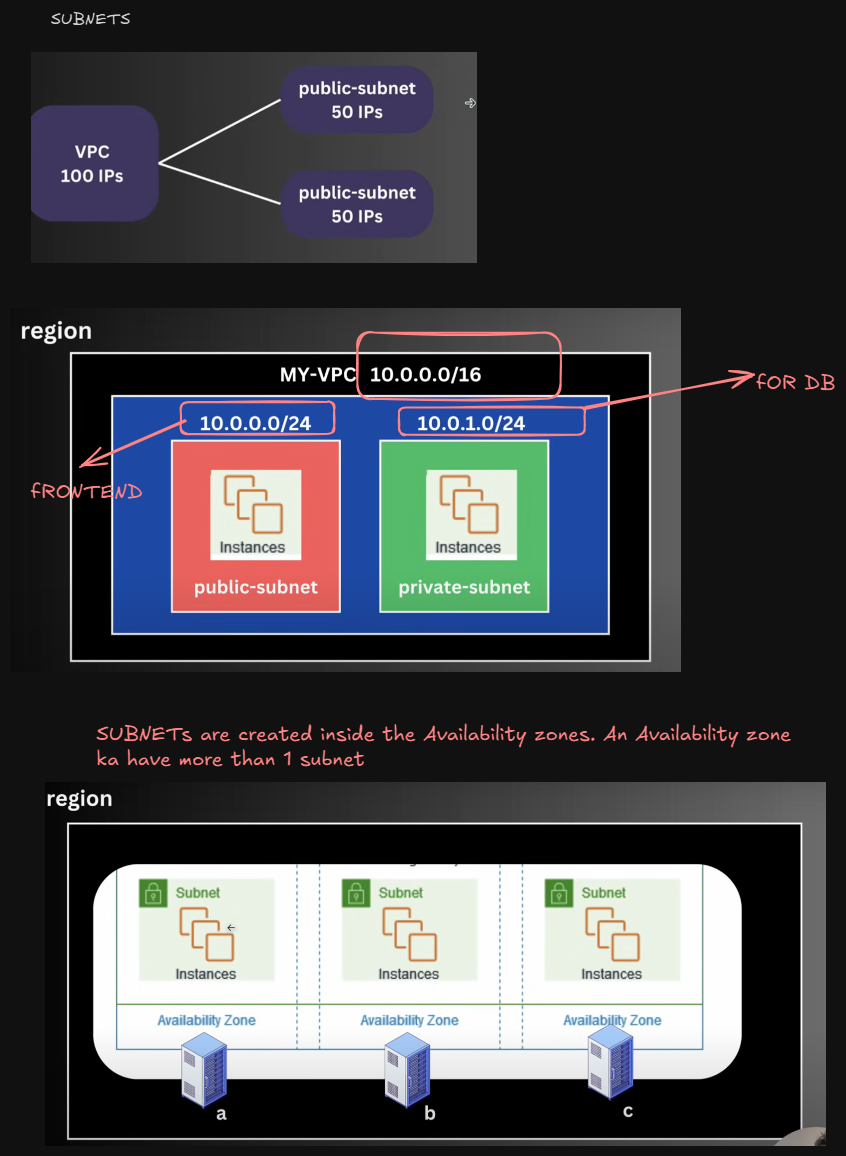 SUBNETS
public-subnet
50 IPs
VPC
100 IPs
public-subnet
50 IPs
region
MY-VPC 10.0.0.0/16
fOR DB
10.0.0.0/24
10.0.1.0/24
fRONTEND
Instances
Instances
public-subnet
private-subnet
SUBNETs are created inside the Availability zones. An Availability zone
ka have more than 1 subnet
region
Subnet
Subnet
Subnet
Instances
Instances
Instances
Availability Zone
Availability Zone
Availability Zone
a
b
c